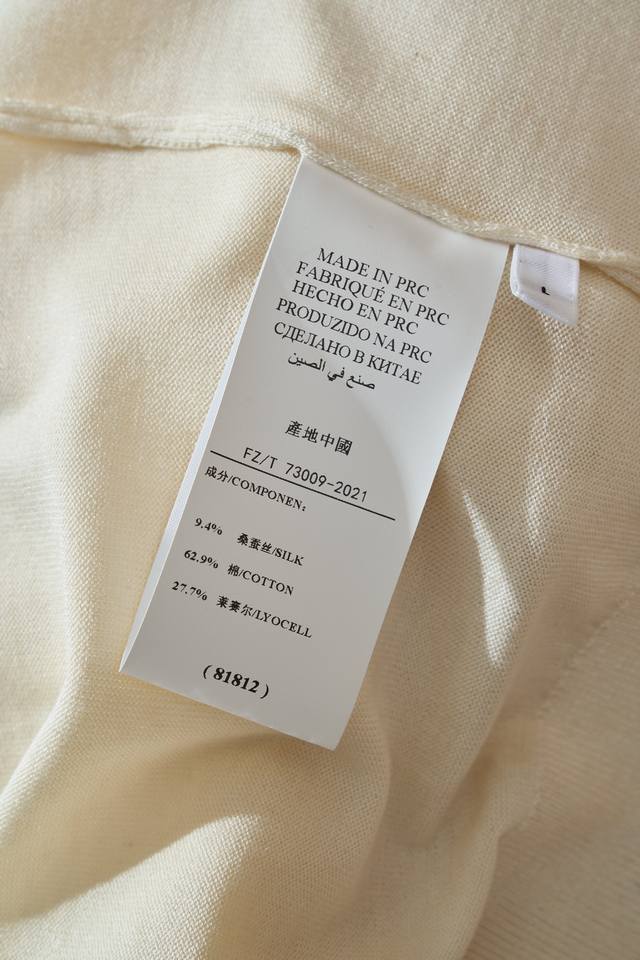 MADE IN PRC
FABRIQUÉ EN PRC
HECHO EN PRC
PRODUZIDO NA PRC
СДЕЛАНО В КИТАЕ
صنع في الصين
產地中國
FZ/T 73009-2021
成分/COMPONEN：
9.4% 桑蚕丝/SILK
62.9% 棉/COTTON
27.7% 莱赛尔/LYOCELL
(81812)